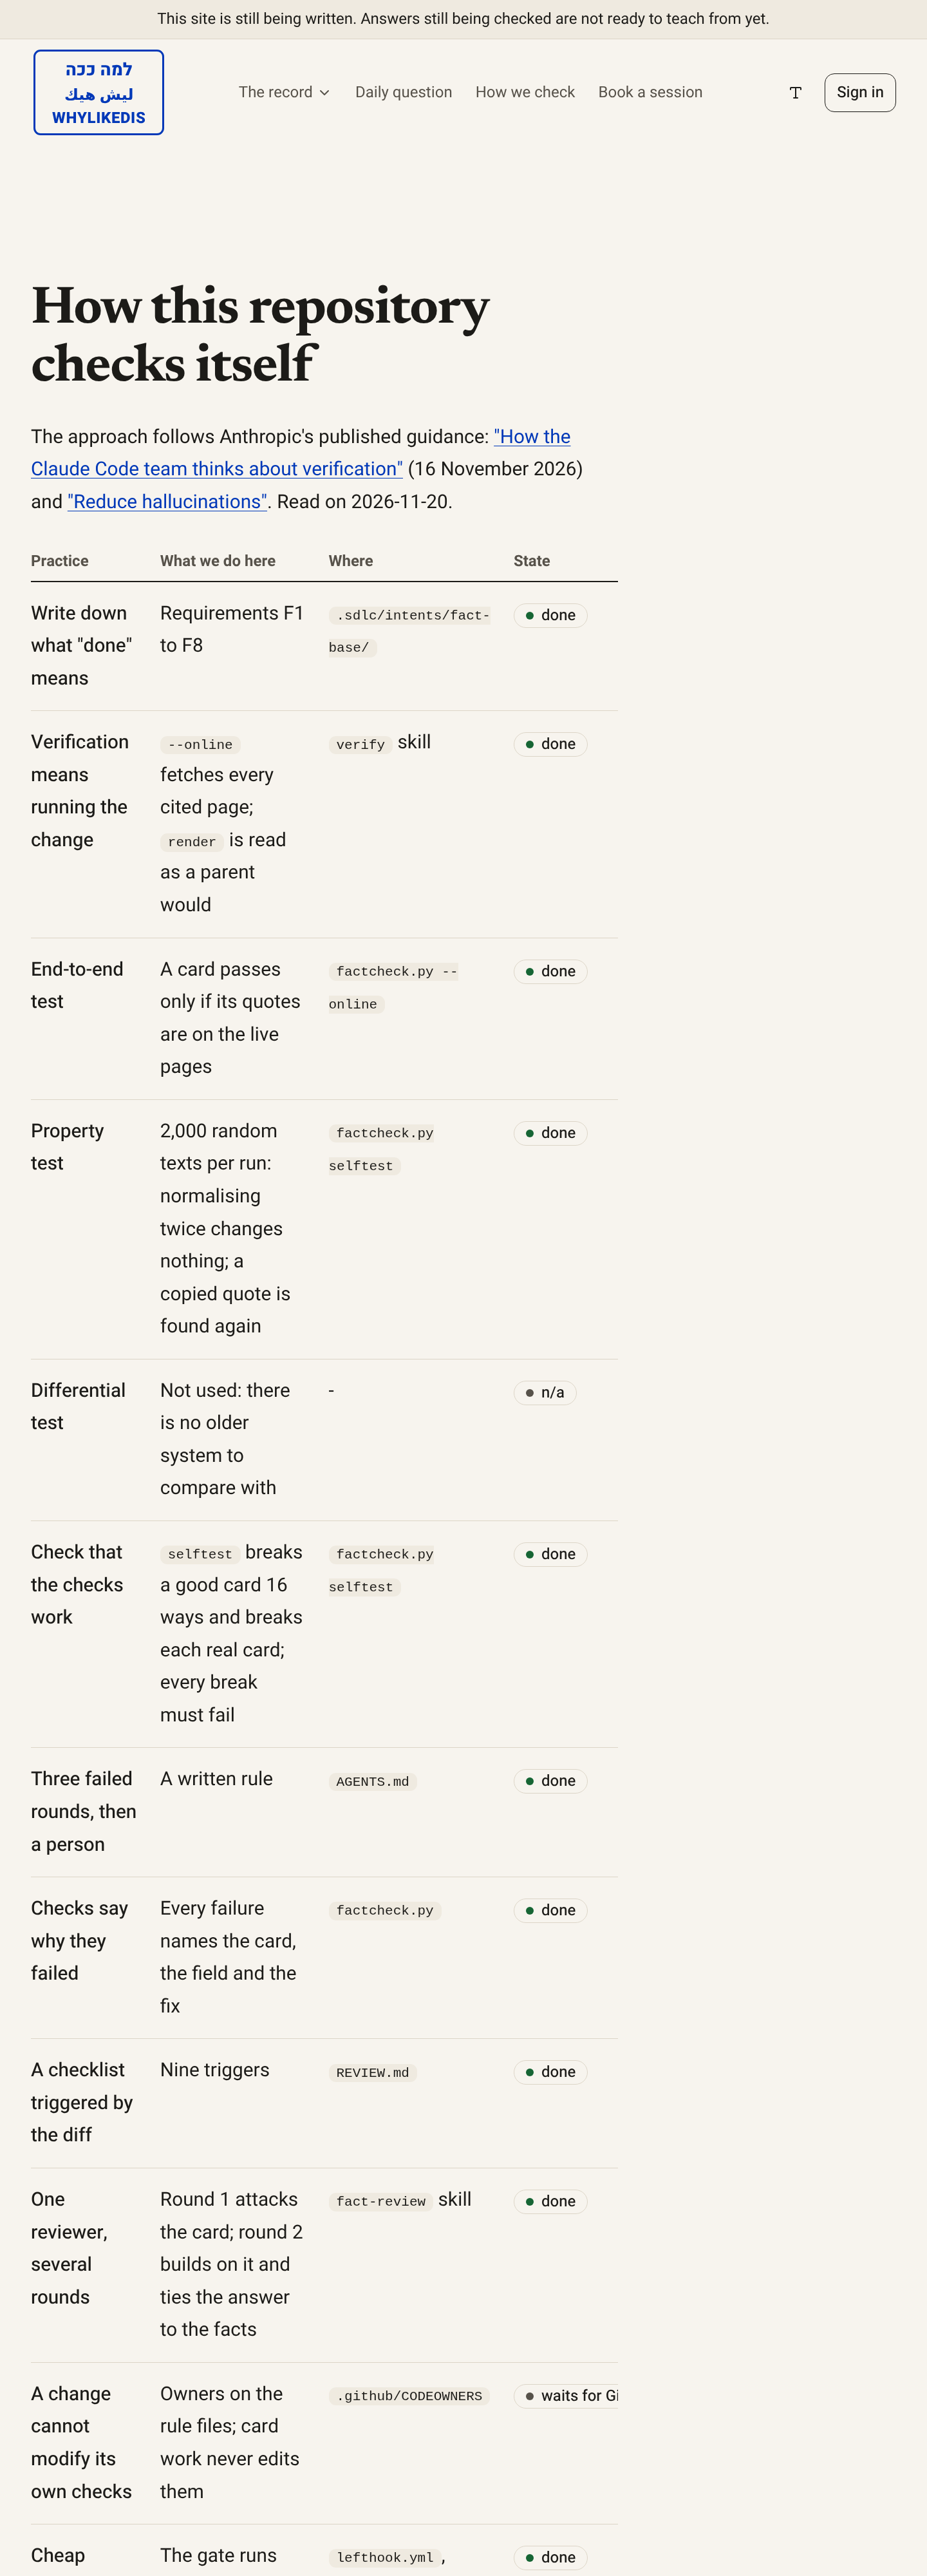 This site is still being written. Answers still being checked are not ready to teach from yet.
למה ככה
ليش هيك
WHYLIKEDIS
The record
Daily question
How we check
Book a session
Sign in
How this repository
checks itself
The approach follows Anthropic's published guidance: "How the
Claude Code team thinks about verification" (16 November 2026)
and "Reduce hallucinations". Read on 2026-11-20.
Practice
What we do here
Where
State
Write down
what "done"
means
Requirements F1
to F8
.sdlc/intents/fact-
base/
done
Verification
means
running the
change
--online
fetches every
cited page;
render is read
as a parent
would
verify skill
done
End-to-end
test
A card passes
only if its quotes
are on the live
pages
factcheck.py --
online
done
Property
test
2,000 random
texts per run:
normalising
twice changes
nothing; a
copied quote is
found again
factcheck.py
selftest
done
Differential
test
Not used: there
is no older
system to
compare with
-
n/a
Check that
the checks
work
selftest breaks
a good card 16
ways and breaks
each real card;
every break
must fail
factcheck.py
selftest
done
Three failed
rounds, then
a person
A written rule
AGENTS.md
done
Checks say
why they
failed
Every failure
names the card,
the field and the
fix
factcheck.py
done
A checklist
triggered by
the diff
Nine triggers
REVIEW.md
done
One
reviewer,
several
rounds
Round 1 attacks
the card; round 2
builds on it and
ties the answer
to the facts
fact-review skill
done
A change
cannot
modify its
own checks
Owners on the
rule files; card
work never edits
them
.github/CODEOWNERS
waits for Gi
Cheap
The gate runs
lefthook.yml,
done